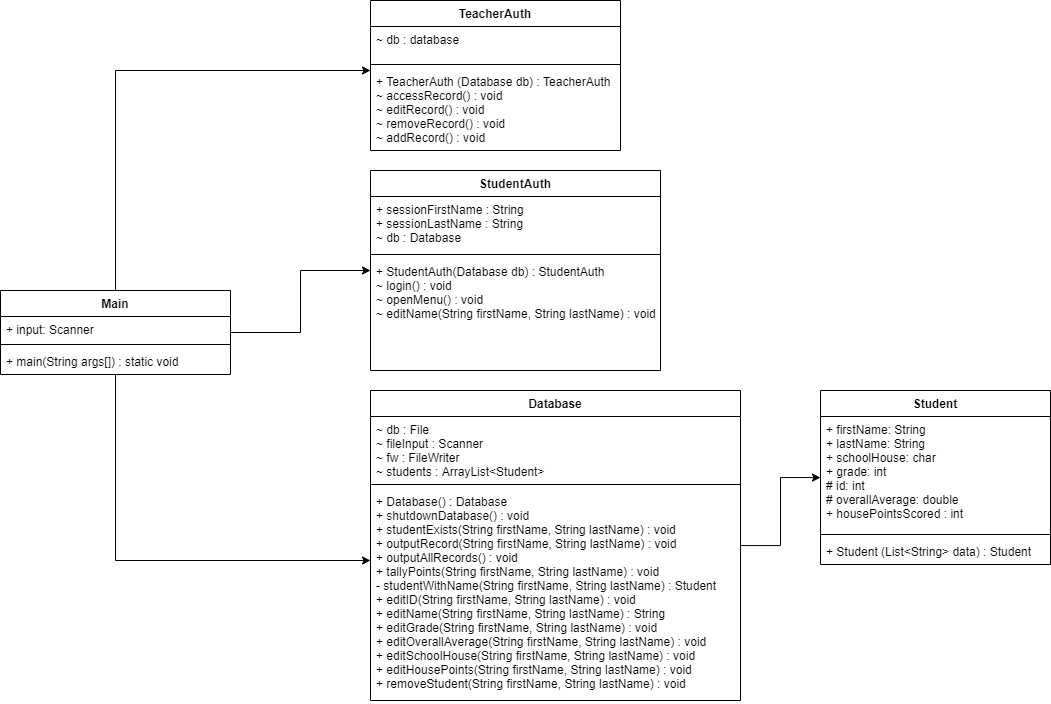 TeacherAuth
~ db : database
+ TeacherAuth (Database db) : TeacherAuth
~ accessRecord() : void
~ editRecord() : void
~ removeRecord() : void
~ addRecord() : void
StudentAuth
+ sessionFirstName : String
+ sessionLastName : String
~ db : Database
+ StudentAuth(Database db) : StudentAuth
~ login() : void
~ openMenu() : void
~ editName(String firstName, String lastName) : void
Main
+ input: Scanner
+ main(String args[]) : static void
Database
~ db : File
~ fileInput : Scanner
~ fw : FileWriter
~ students : ArrayList<Student>
+ Database() : Database
+ shutdownDatabase() : void
+ studentExists(String firstName, String lastName) : void
+ outputRecord(String firstName, String lastName) : void
+ outputAllRecords() : void
+ tallyPoints(String firstName, String lastName) : void
- studentWithName(String firstName, String lastName) : Student
+ editID(String firstName, String lastName) : void
+ editName(String firstName, String lastName) : String
+ editGrade(String firstName, String lastName) : void
+ editOverallAverage(String firstName, String lastName) : void
+ editSchoolHouse(String firstName, String lastName) : void
+ editHousePoints(String firstName, String lastName) : void
+ removeStudent(String firstName, String lastName) : void
Student
+ firstName: String
+ lastName: String
+ schoolHouse: char
+ grade: int
# id: int
# overallAverage: double
+ housePointsScored : int
+ Student (List<String> data) : Student